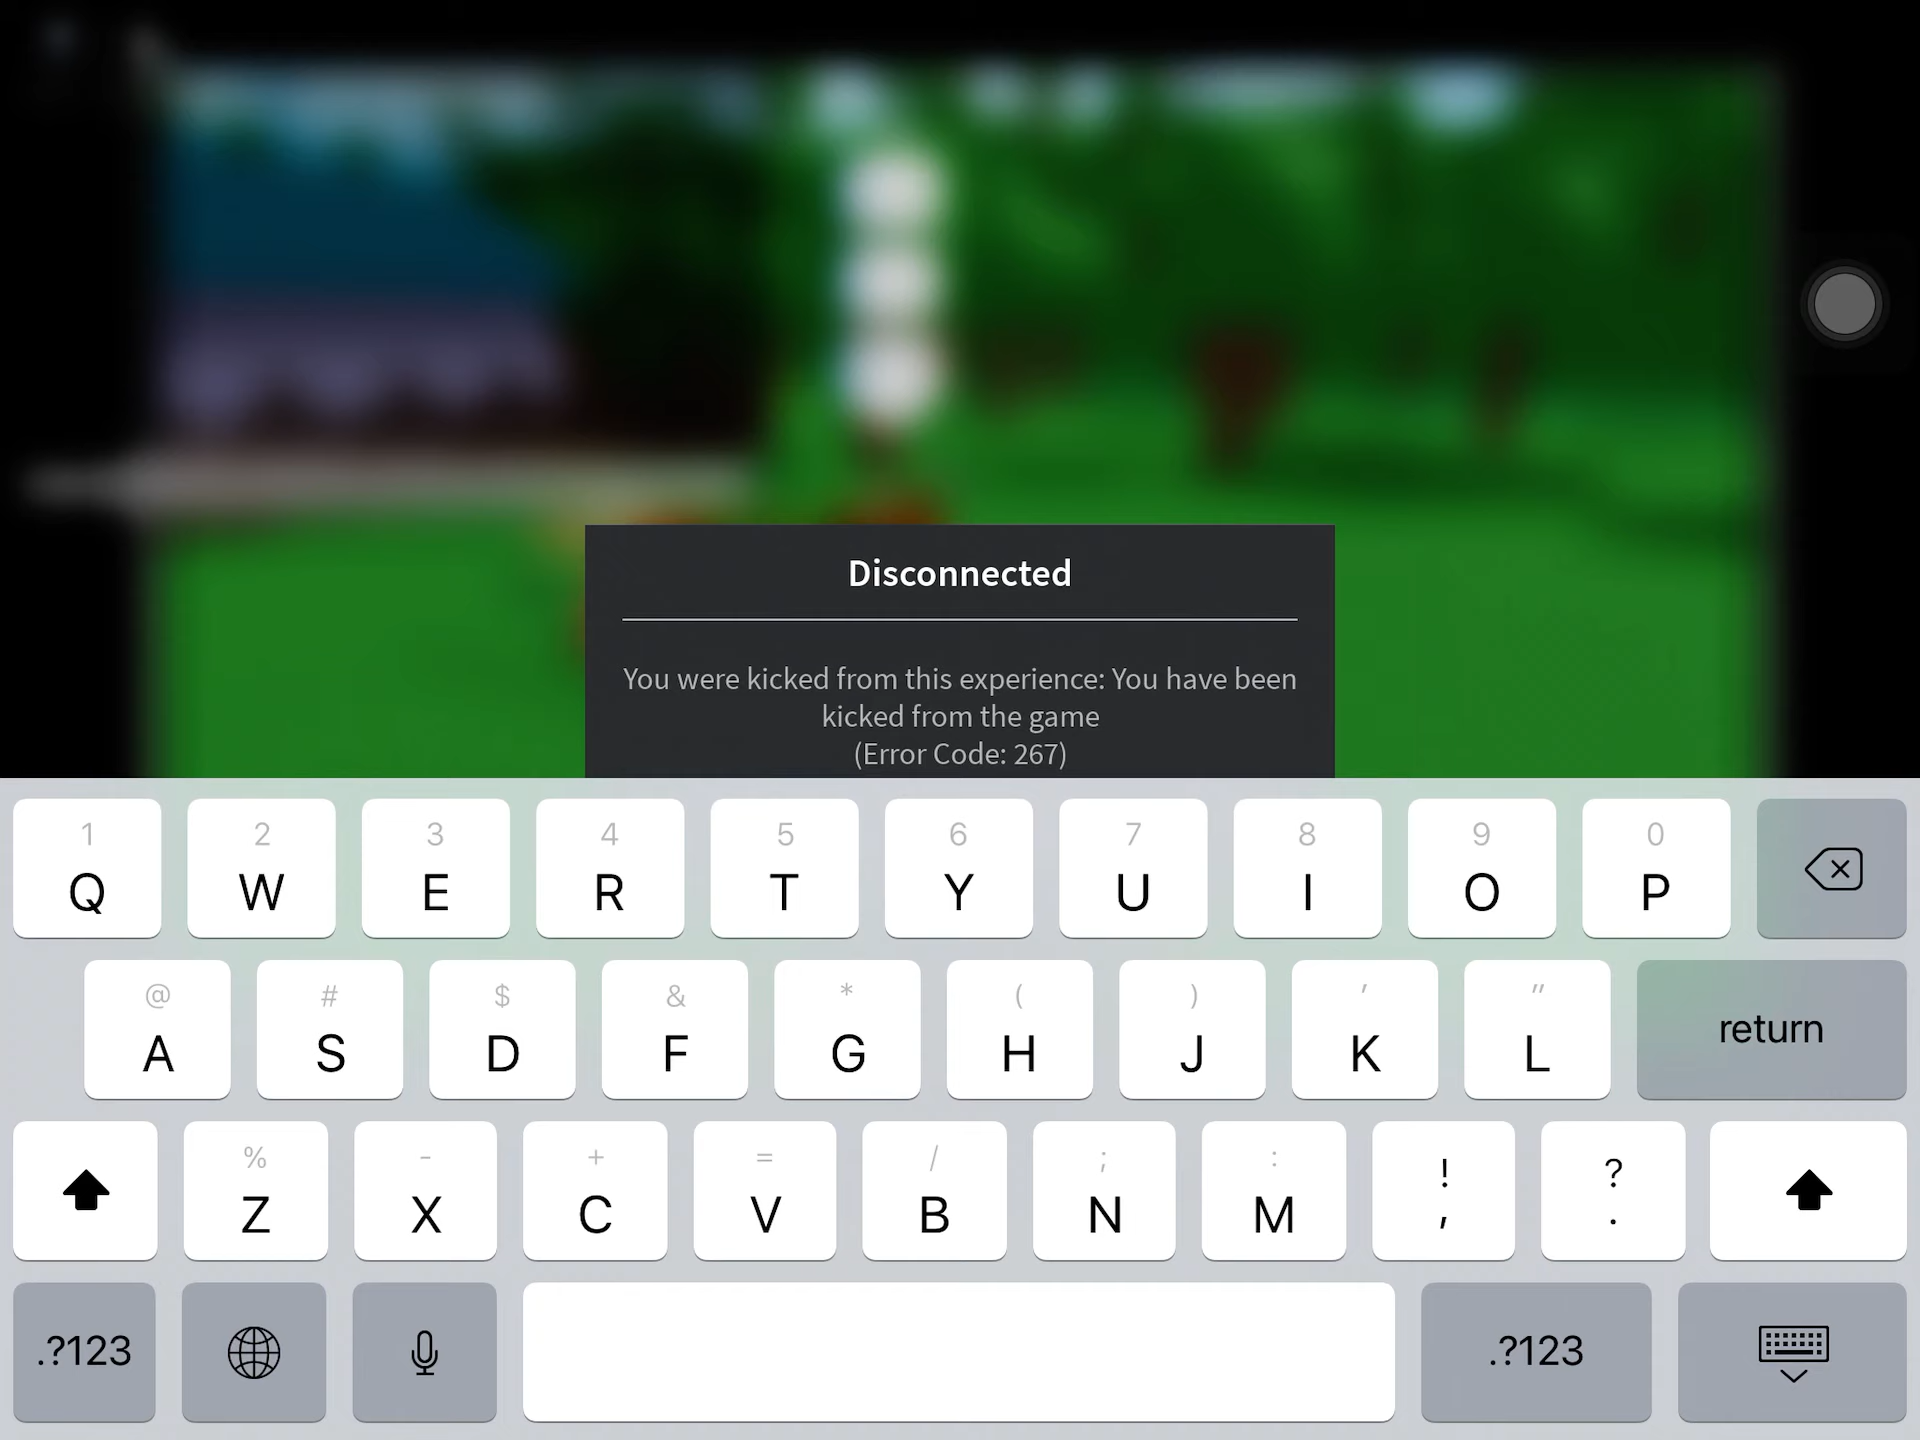 Disconnected
You were kicked from this experience: You have been
kicked from the game
(Error Code: 267)
1 2 3 4 5 6 7 8 9 0
Q W E R T Y U I O P
@ # $ & * ( ) ' "
A S D F G H J K L return
% - + = / ; : ! ?
Z X C V B N M , .
.?123 .?123